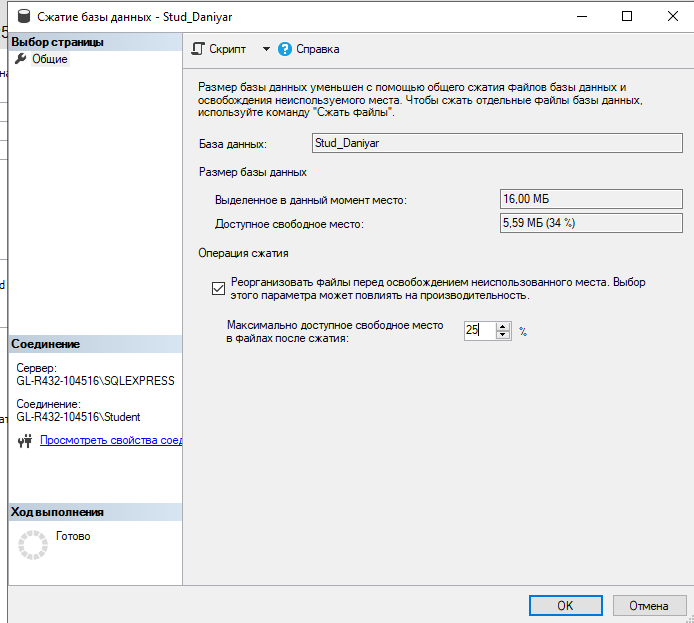 Сжатие базы данных - Stud_Daniyar
Выбор страницы
Общие
Скрипт
Справка
Размер базы данных уменьшен с помощью общего сжатия файлов базы данных и
освобождения неиспользуемого места. Чтобы сжать отдельные файлы базы данных,
используйте команду "Сжать файлы".
База данных:
Stud_Daniyar
Размер базы данных
Выделенное в данный момент место:
16,00 МБ
Доступное свободное место:
5,59 МБ (34 %)
Операция сжатия
Реорганизовать файлы перед освобождением неиспользованного места. Выбор
этого параметра может повлиять на производительность.
Максимально доступное свободное место
в файлах после сжатия:
25
%
Соединение
Сервер:
GL-R432-104516\SQLEXPRESS
Соединение:
GL-R432-104516\Student
Просмотреть свойства соед
Ход выполнения
Готово
OK
Отмена